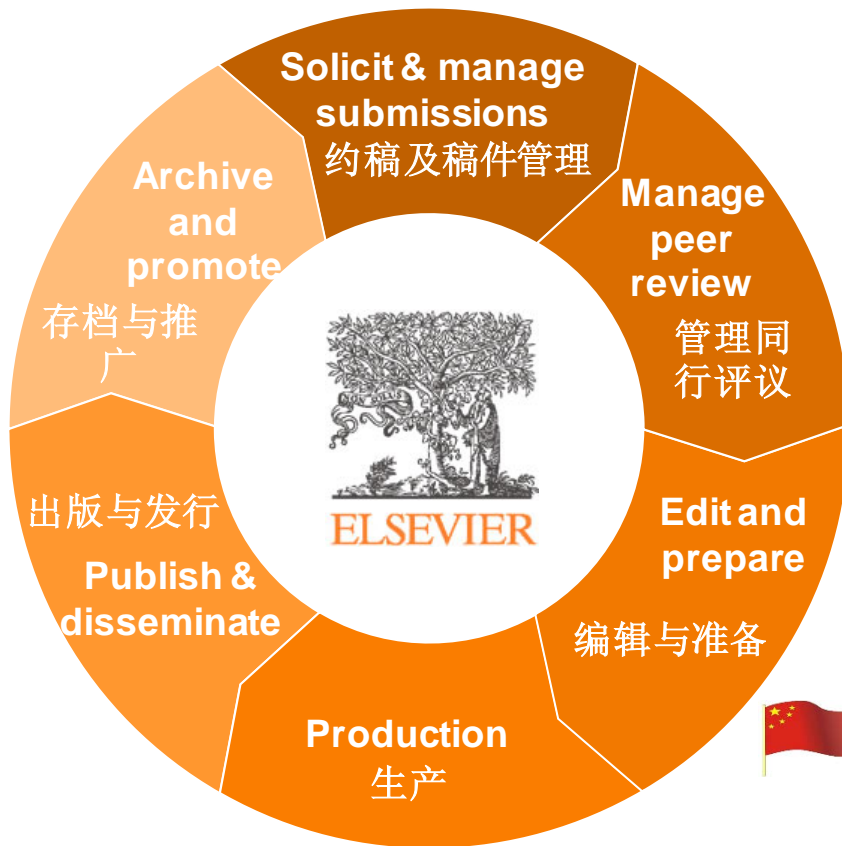 Solicit & manage
submissions
约稿及稿件管理
Manage
peer
review
管理同
行评议
Edit and
prepare
编辑与准备
Production
生产
出版与发行
Publish &
disseminate
Archive
and
promote
存档与推
广
NON SOLUS
ELSEVIER